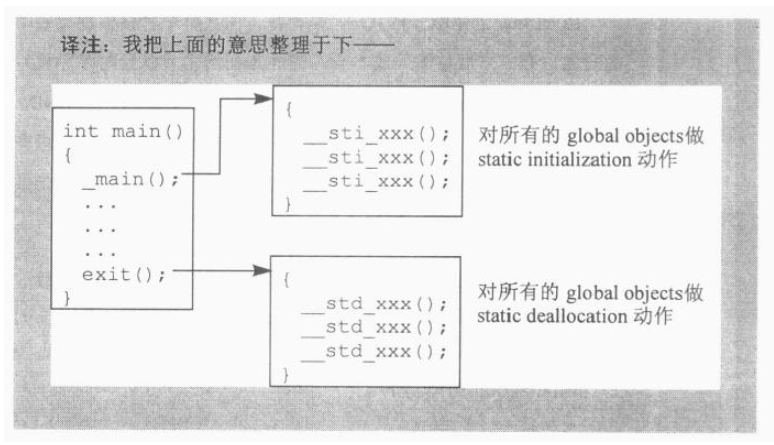 译注：我把上面的意思整理于下——
int main()
{
_main();
...
...
...
exit();
}
{
__sti_xxx();
__sti_xxx();
__sti_xxx();
}
对所有的 global objects做
static initialization 动作
{
__std_xxx();
__std_xxx();
__std_xxx();
}
对所有的 global objects做
static deallocation 动作